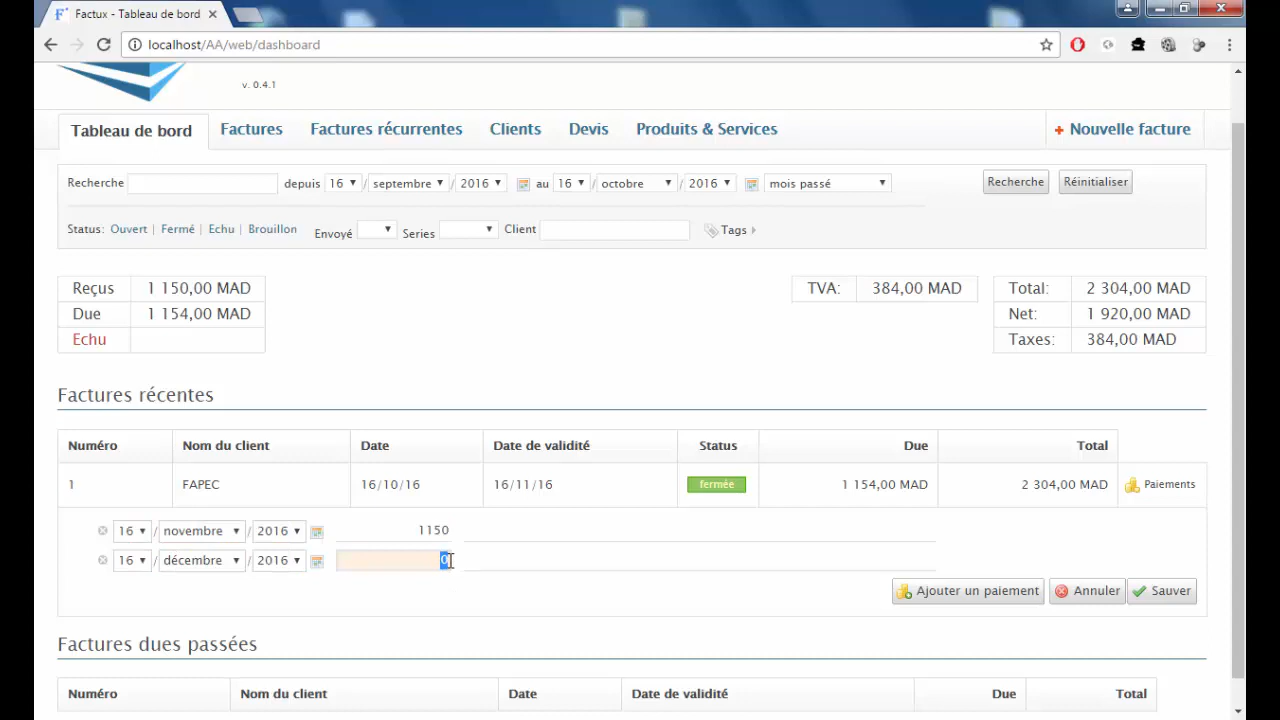 Factux - Tableau de bord
localhost/AA/web/dashboard
v. 0.4.1
Tableau de bord Factures Factures récurrentes Clients Devis Produits & Services + Nouvelle facture
Recherche depuis 16 / septembre / 2016 au 16 / octobre / 2016 mois passé Recherche Réinitialiser
Status: Ouvert | Fermé | Echu | Brouillon Envoyé Series Client Tags
Reçus 1 150,00 MAD TVA: 384,00 MAD Total: 2 304,00 MAD
Due 1 154,00 MAD Net: 1 920,00 MAD
Echu Taxes: 384,00 MAD
Factures récentes
Numéro Nom du client Date Date de validité Status Due Total
1 FAPEC 16/10/16 16/11/16 fermée 1 154,00 MAD 2 304,00 MAD Paiements
16 / novembre / 2016 1150
16 / décembre / 2016 0
Ajouter un paiement Annuler Sauver
Factures dues passées
Numéro Nom du client Date Date de validité Due Total